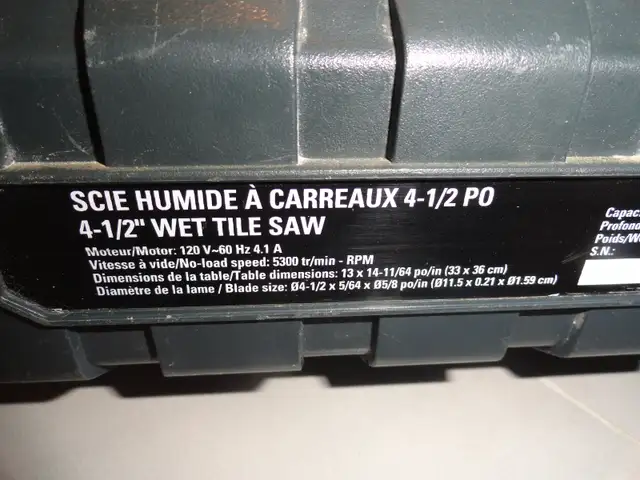 SCIE HUMIDE À CARREAUX 4-1/2 PO
4-1/2" WET TILE SAW
Moteur/Motor: 120 V~60 Hz 4.1 A
Vitesse à vide/No-load speed: 5300 tr/min - RPM
Dimensions de la table/Table dimensions: 13 x 14-11/64 po/in (33 x 36 cm)
Diamètre de la lame / Blade size: Ø4-1/2 x 5/64 x Ø5/8 po/in (Ø11.5 x 0.21 x Ø1.59 cm)
Capac
Profond
Poids/W
S.N.: